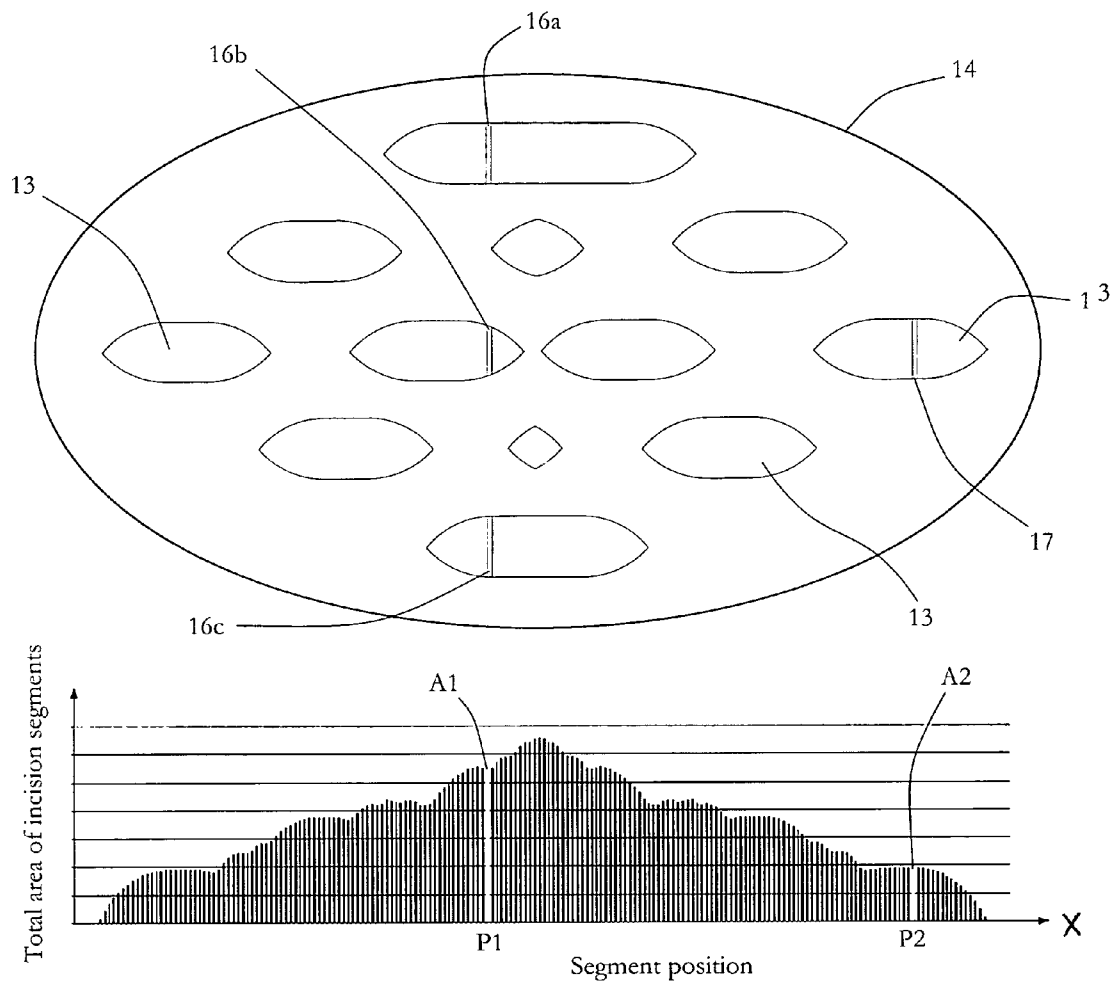 16a
16b
14
13
1 3
17
13
16c
Total area of incision segments
A1
A2
X
P1
P2
Segment position